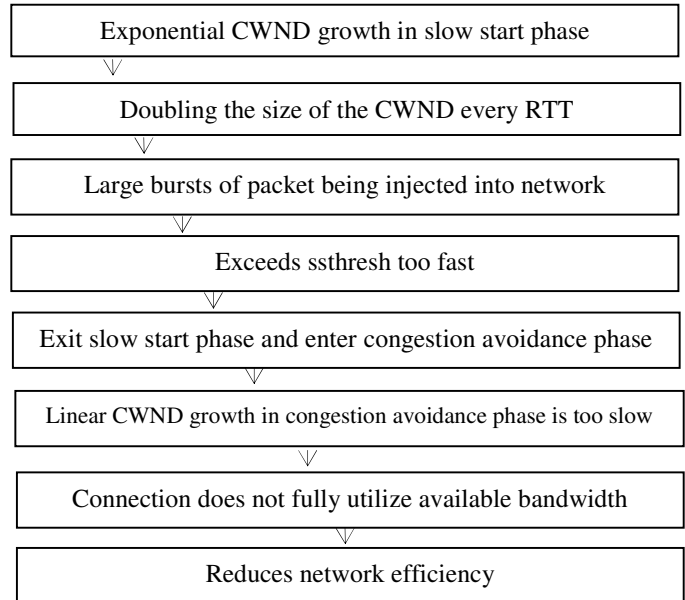 Exponential CWND growth in slow start phase
Doubling the size of the CWND every RTT
Large bursts of packet being injected into network
Exceeds ssthresh too fast
Exit slow start phase and enter congestion avoidance phase
Linear CWND growth in congestion avoidance phase is too slow
Connection does not fully utilize available bandwidth
Reduces network efficiency